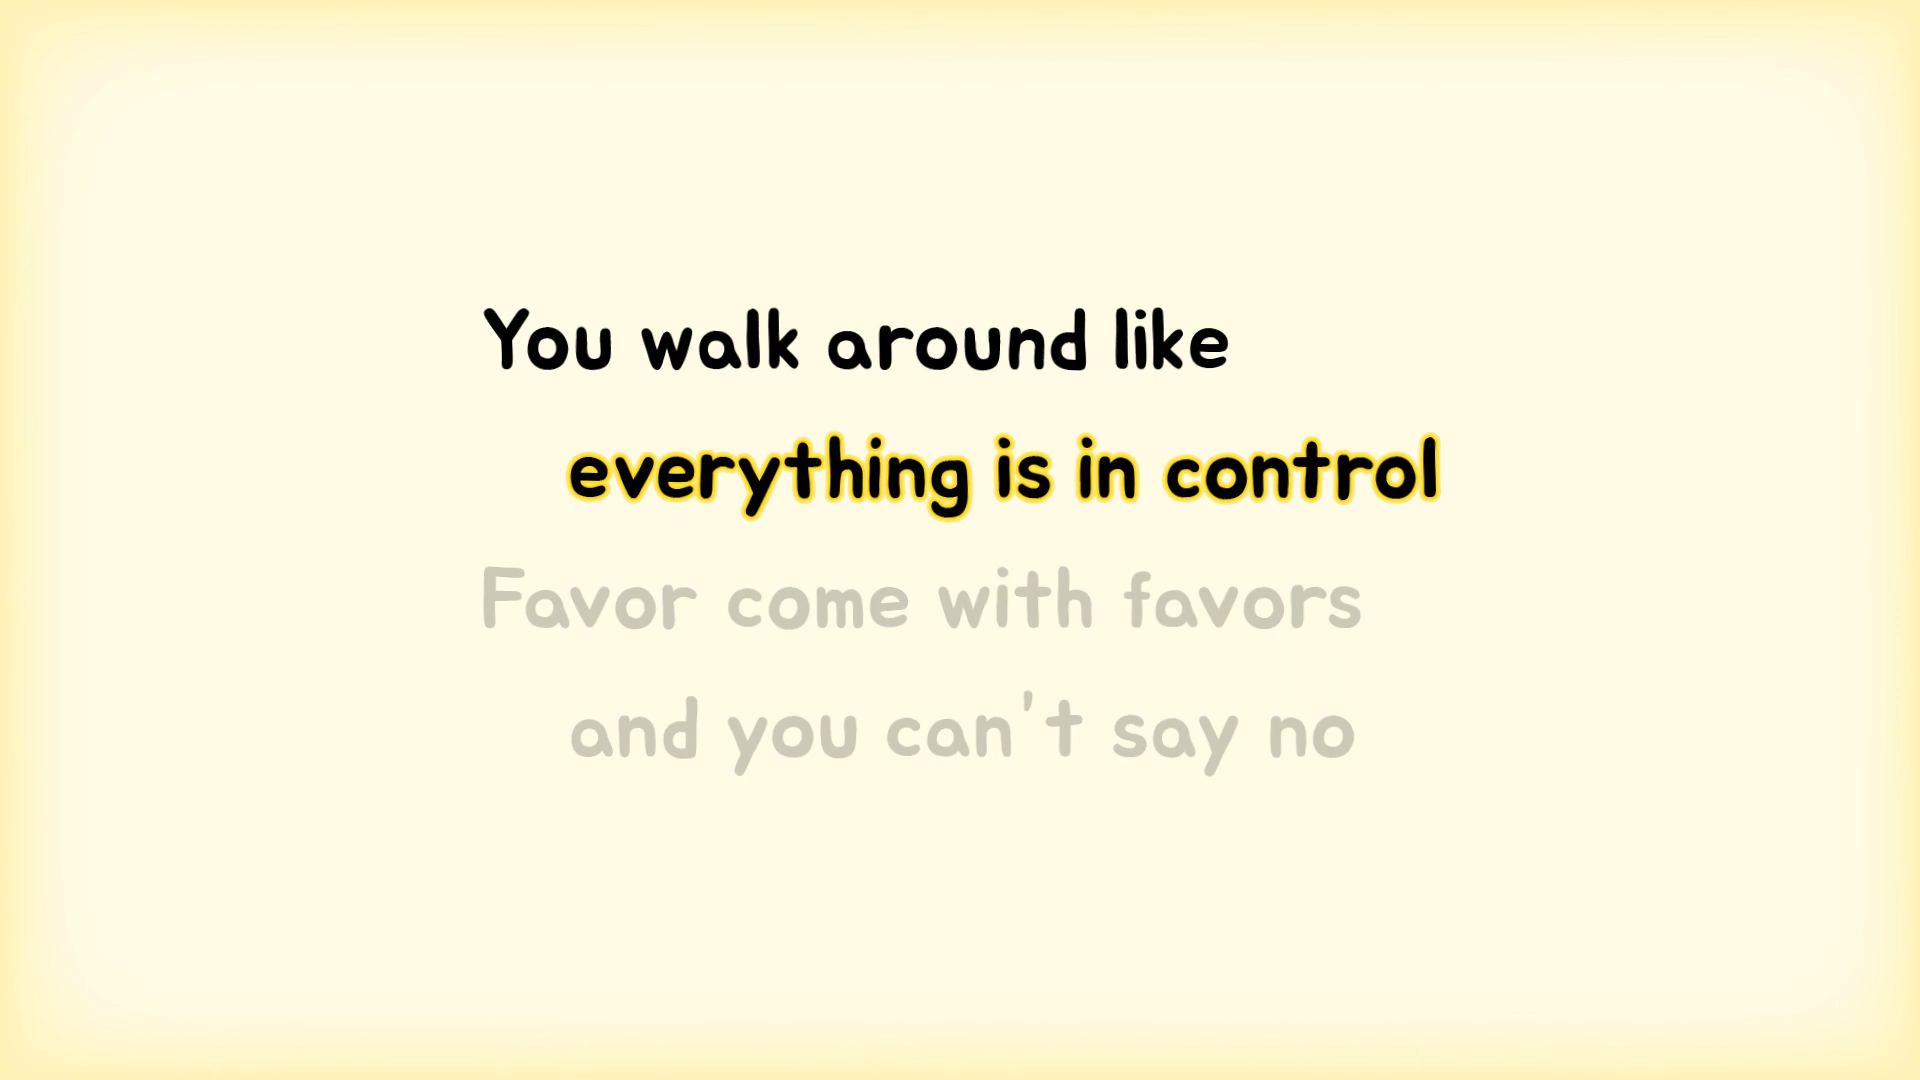 You walk around like
everything is in control
Favor come with favors
and you can't say no